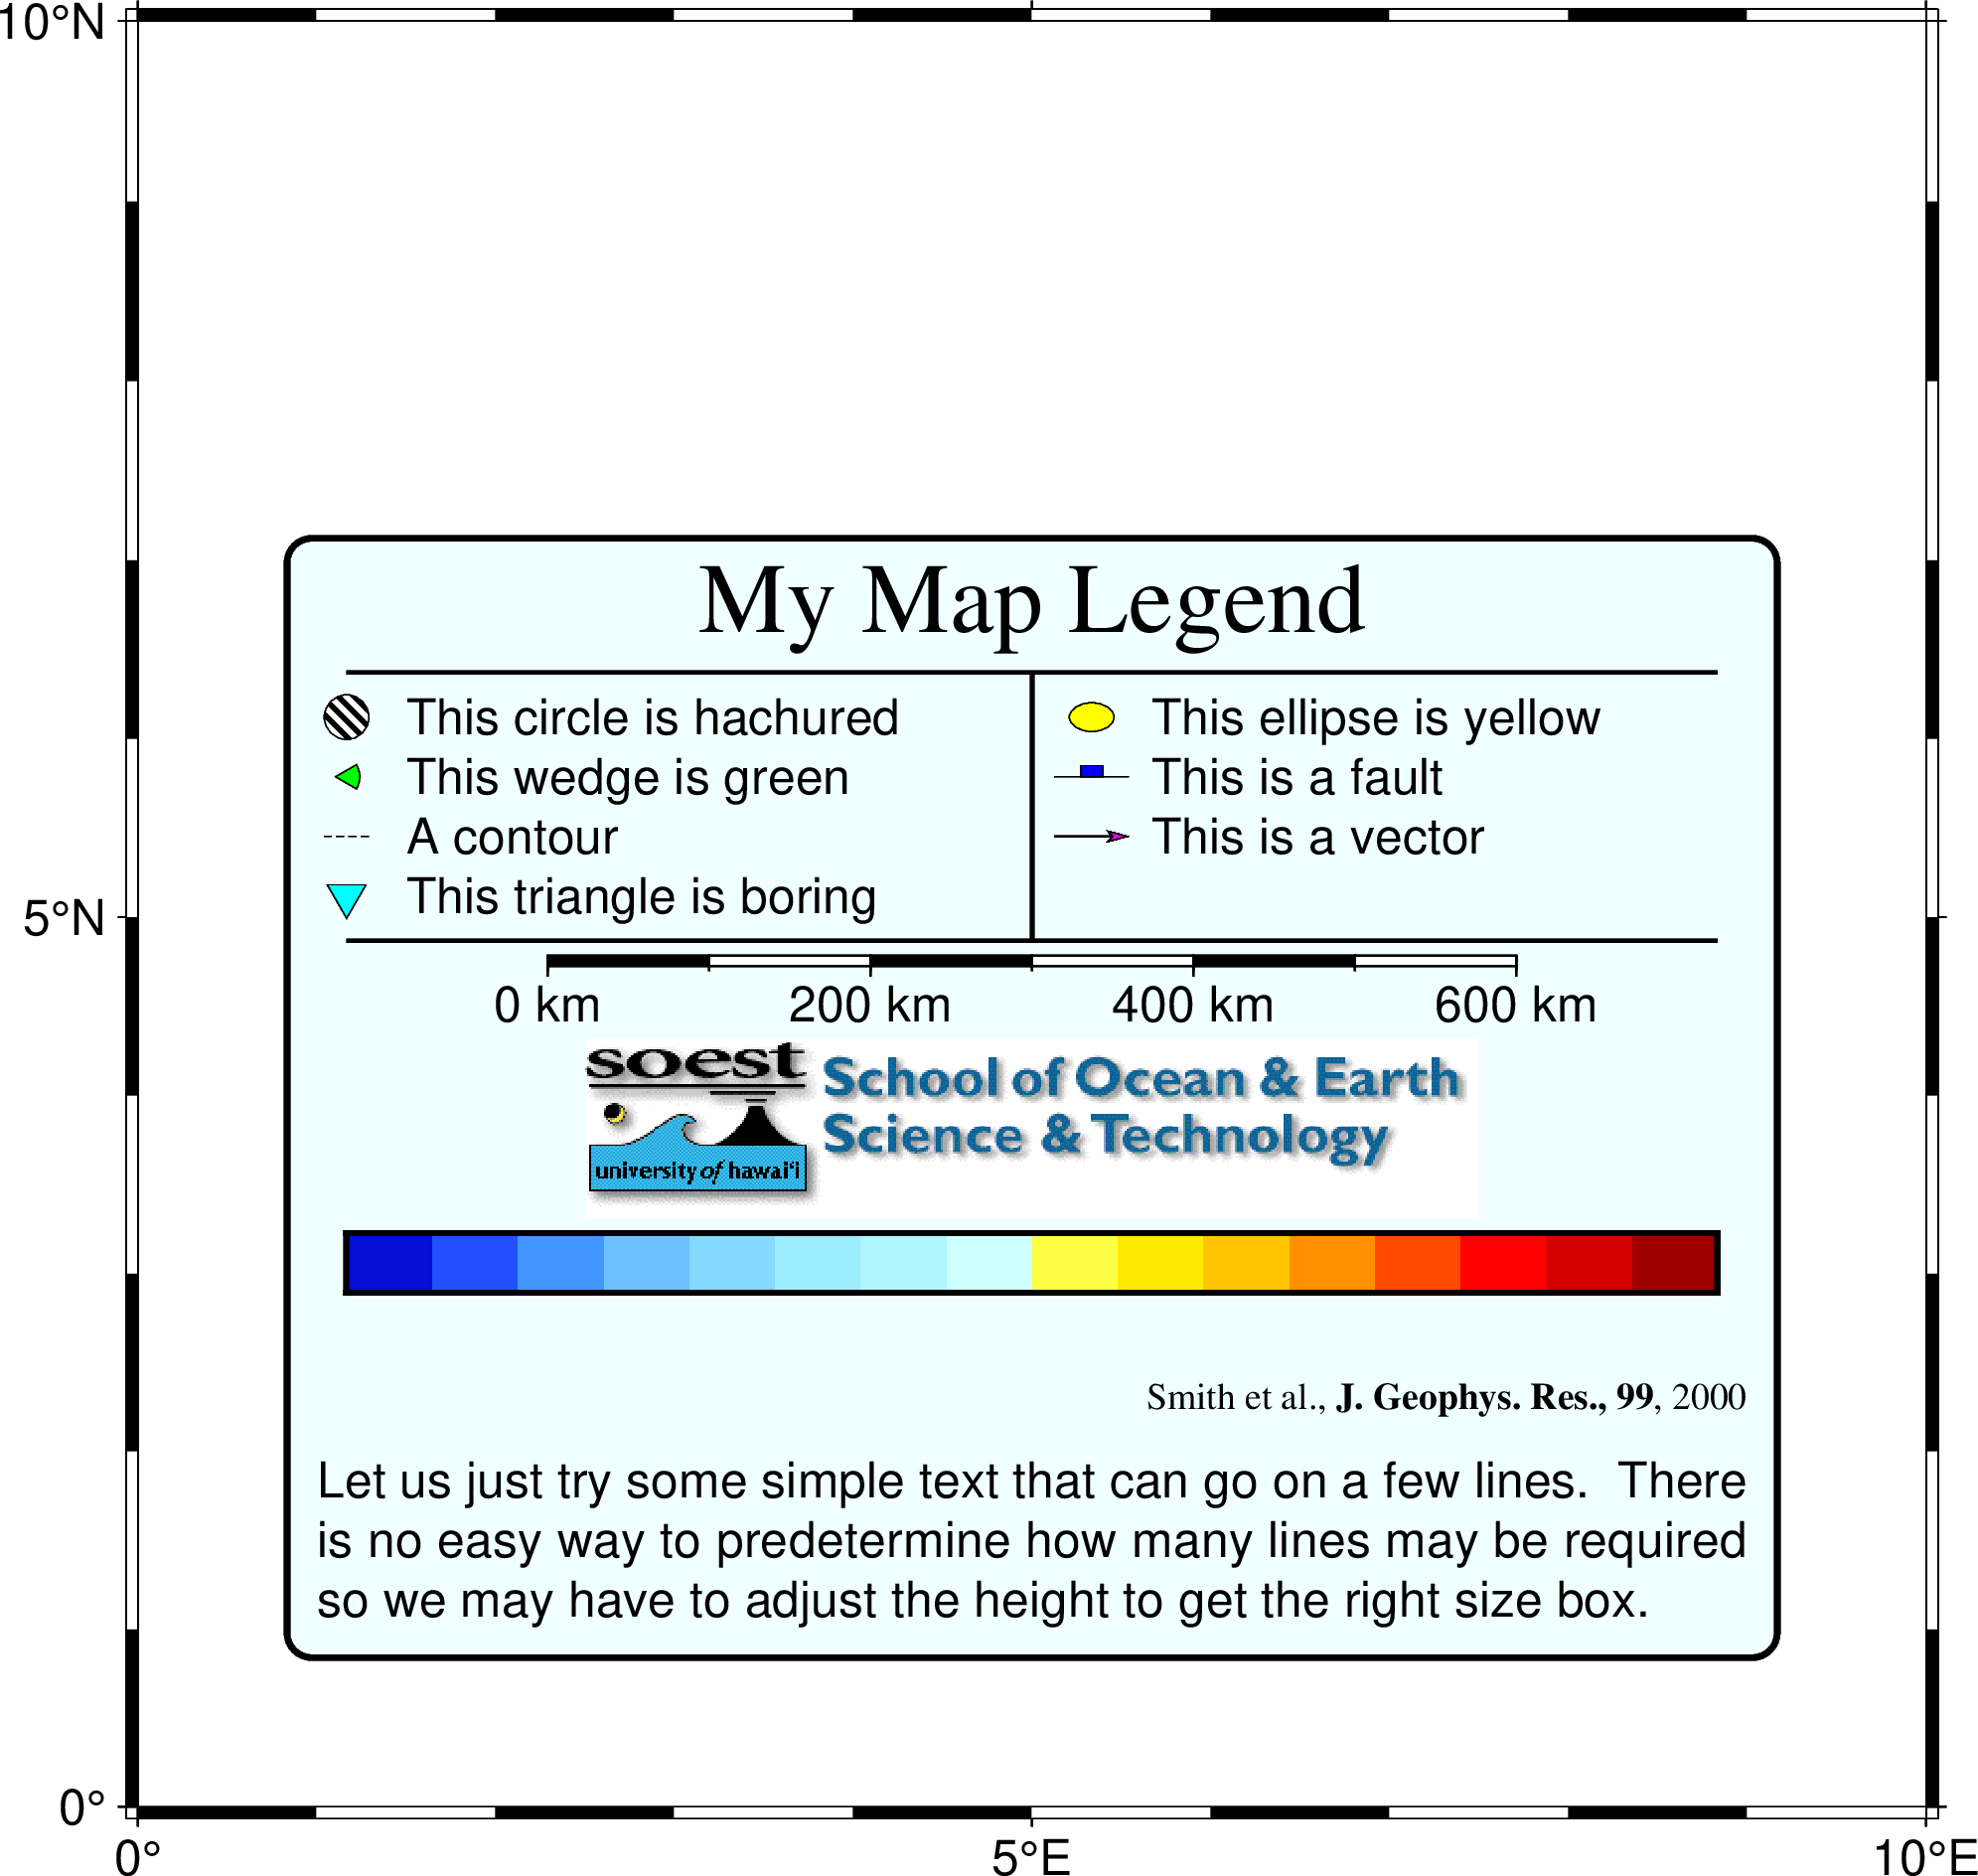 10°N
My Map Legend
This circle is hachured
This ellipse is yellow
This wedge is green
This is a fault
A contour
This is a vector
This triangle is boring
5°N
0 km 200 km 400 km 600 km
soest
School of Ocean & Earth
Science & Technology
university of hawai‘i
Smith et al., J. Geophys. Res., 99, 2000
Let us just try some simple text that can go on a few lines.  There
is no easy way to predetermine how many lines may be required
so we may have to adjust the height to get the right size box.
0°
0° 5°E 10°E